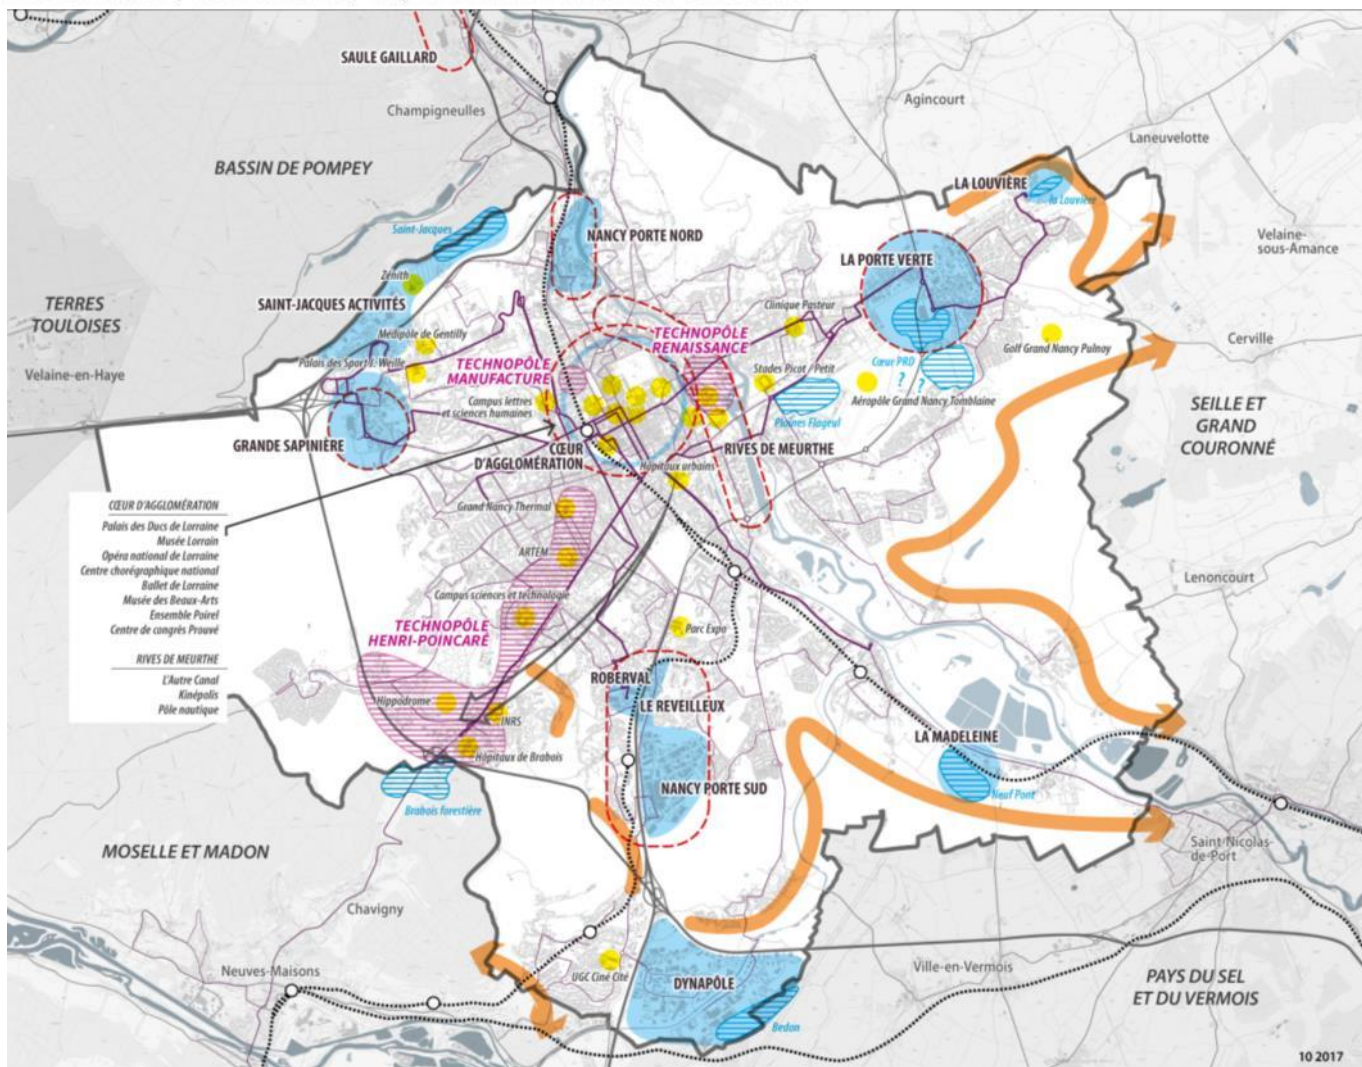 SAULE GAILLARD
Champigneulles
Agincourt
Laneuvelotte
BASSIN DE POMPEY
LA LOUVIÈRE
la Louvière
Saint-Jacques
NANCY PORTE NORD
Velaine-
sous-Amance
LA PORTE VERTE
Zénith
TERRES
TOULOISES
SAINT-JACQUES ACTIVITÉS
Clinique Pasteur
Médipôle de Gentilly
TECHNOPÔLE
RENAISSANCE
Golf Grand Nancy Pulnoy
Cerville
Palais des Sport J. Weille
TECHNOPÔLE
MANUFACTURE
Stades Picot / Petit
Cœur PRD
? ?
Velaine-en-Haye
Campus lettres
et sciences humaines
Aéropôle Grand Nancy Tomblaine
Plaines Flageul
SEILLE ET
GRAND
COURONNÉ
GRANDE SAPINIÈRE
CŒUR
D'AGGLOMÉRATION
RIVES DE MEURTHE
Hôpitaux urbains
CŒUR D'AGGLOMÉRATION
Palais des Ducs de Lorraine
Musée Lorrain
Opéra national de Lorraine
Centre chorégraphique national
Ballet de Lorraine
Musée des Beaux-Arts
Ensemble Poirel
Centre de congrès Prouvé
RIVES DE MEURTHE
L'Autre Canal
Kinépolis
Pôle nautique
Grand Nancy Thermal
ARTEM
Lenoncourt
Campus sciences et technologie
TECHNOPÔLE
HENRI-POINCARÉ
Parc Expo
ROBERVAL
Hippodrome
LE REVEILLEUX
INRS
LA MADELEINE
Hôpitaux de Brabois
NANCY PORTE SUD
Neuf Pont
Brabois forestière
MOSELLE ET MADON
Saint-Nicolas-
de-Port
Chavigny
Neuves-Maisons
UGC Ciné Cité
DYNAPÔLE
Ville-en-Vermois
PAYS DU SEL
ET DU VERMOIS
Bedon
10 2017